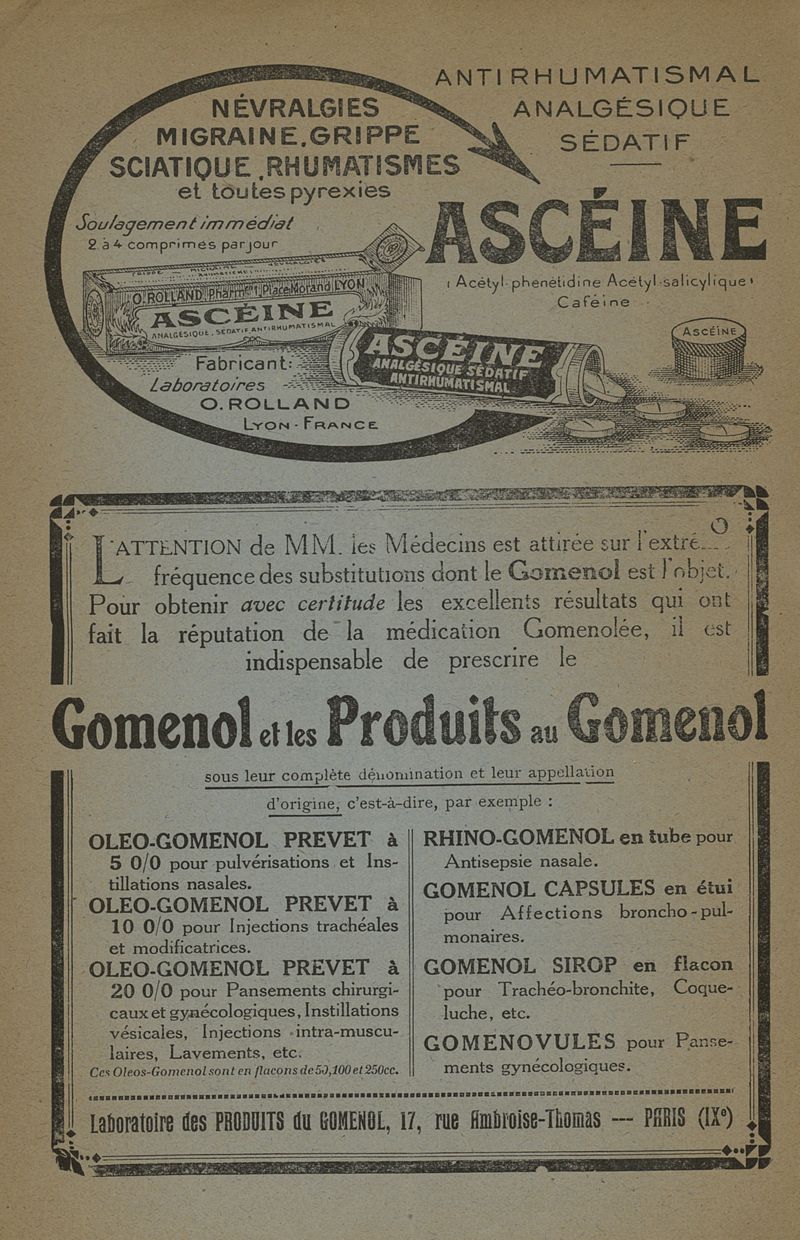 ANTIRHUMATISMAL
ANALGÉSIQUE
SÉDATIF
NÉVRALGIES
MIGRAINE, GRIPPE
SCIATIQUE, RHUMATISMES
et toutes pyrexies
Soulagement immédiat
2 à 4 comprimés par jour
ASCÉINE
(Acétyl-phenétidine Acétyl-salicylique)
Caféine
O. ROLLAND, Pharm 1, Place Morand LYON
ASCÉINE
ANALGÉSIQUE, SÉDATIF, ANTIRHUMATISMAL
ASCÉINE
ANALGÉSIQUE SÉDATIF
ANTIRHUMATISMAL
ASCÉINE
Fabricant:
Laboratoires
O. ROLLAND
LYON-FRANCE
L'ATTENTION de MM. les Médecins est attirée sur l'extrê
fréquence des substitutions dont le Gomenol est l'objet.
Pour obtenir avec certitude les excellents résultats qui ont
fait la réputation de la médication Gomenolée, il est
indispensable de prescrire le
Gomenol et les Produits au Gomenol
sous leur complète dénomination et leur appellation
d'origine, c'est-à-dire, par exemple :
OLEO-GOMENOL PREVET à
5 0/0 pour pulvérisations et Ins-
tillations nasales.
OLEO-GOMENOL PREVET à
10 0/0 pour Injections trachéales
et modificatrices.
OLEO-GOMENOL PREVET à
20 0/0 pour Pansements chirurgi-
caux et gynécologiques, Instillations
vésicales, Injections intra-muscu-
laires, Lavements, etc.
Ces Oleos-Gomenol sont en flacons de 50, 100 et 250cc.
RHINO-GOMENOL en tube pour
Antisepsie nasale.
GOMENOL CAPSULES en étui
pour Affections broncho-pul-
monaires.
GOMENOL SIROP en flacon
pour Trachéo-bronchite, Coque-
luche, etc.
GOMENOVULES pour Panse-
ments gynécologiques.
Laboratoire des PRODUITS du GOMENOL, 17, rue Ambroise-Thomas — PARIS (IXe)